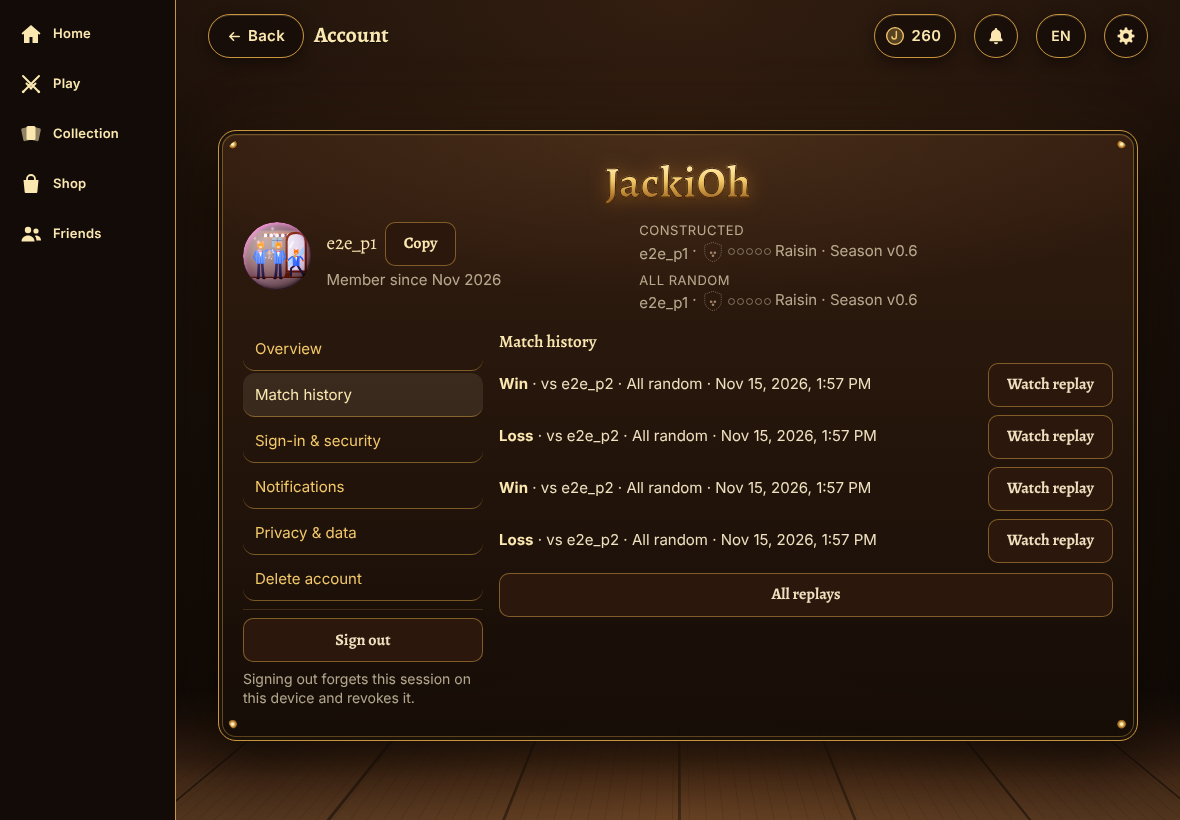 Home
Play
Collection
Shop
Friends
← Back
Account
J 260
EN
JackiOh
e2e_p1
Copy
Member since Nov 2026
CONSTRUCTED
e2e_p1 · Raisin · Season v0.6
ALL RANDOM
e2e_p1 · Raisin · Season v0.6
Overview
Match history
Sign-in & security
Notifications
Privacy & data
Delete account
Sign out
Signing out forgets this session on
this device and revokes it.
Match history
Win · vs e2e_p2 · All random · Nov 15, 2026, 1:57 PM
Watch replay
Loss · vs e2e_p2 · All random · Nov 15, 2026, 1:57 PM
Watch replay
Win · vs e2e_p2 · All random · Nov 15, 2026, 1:57 PM
Watch replay
Loss · vs e2e_p2 · All random · Nov 15, 2026, 1:57 PM
Watch replay
All replays